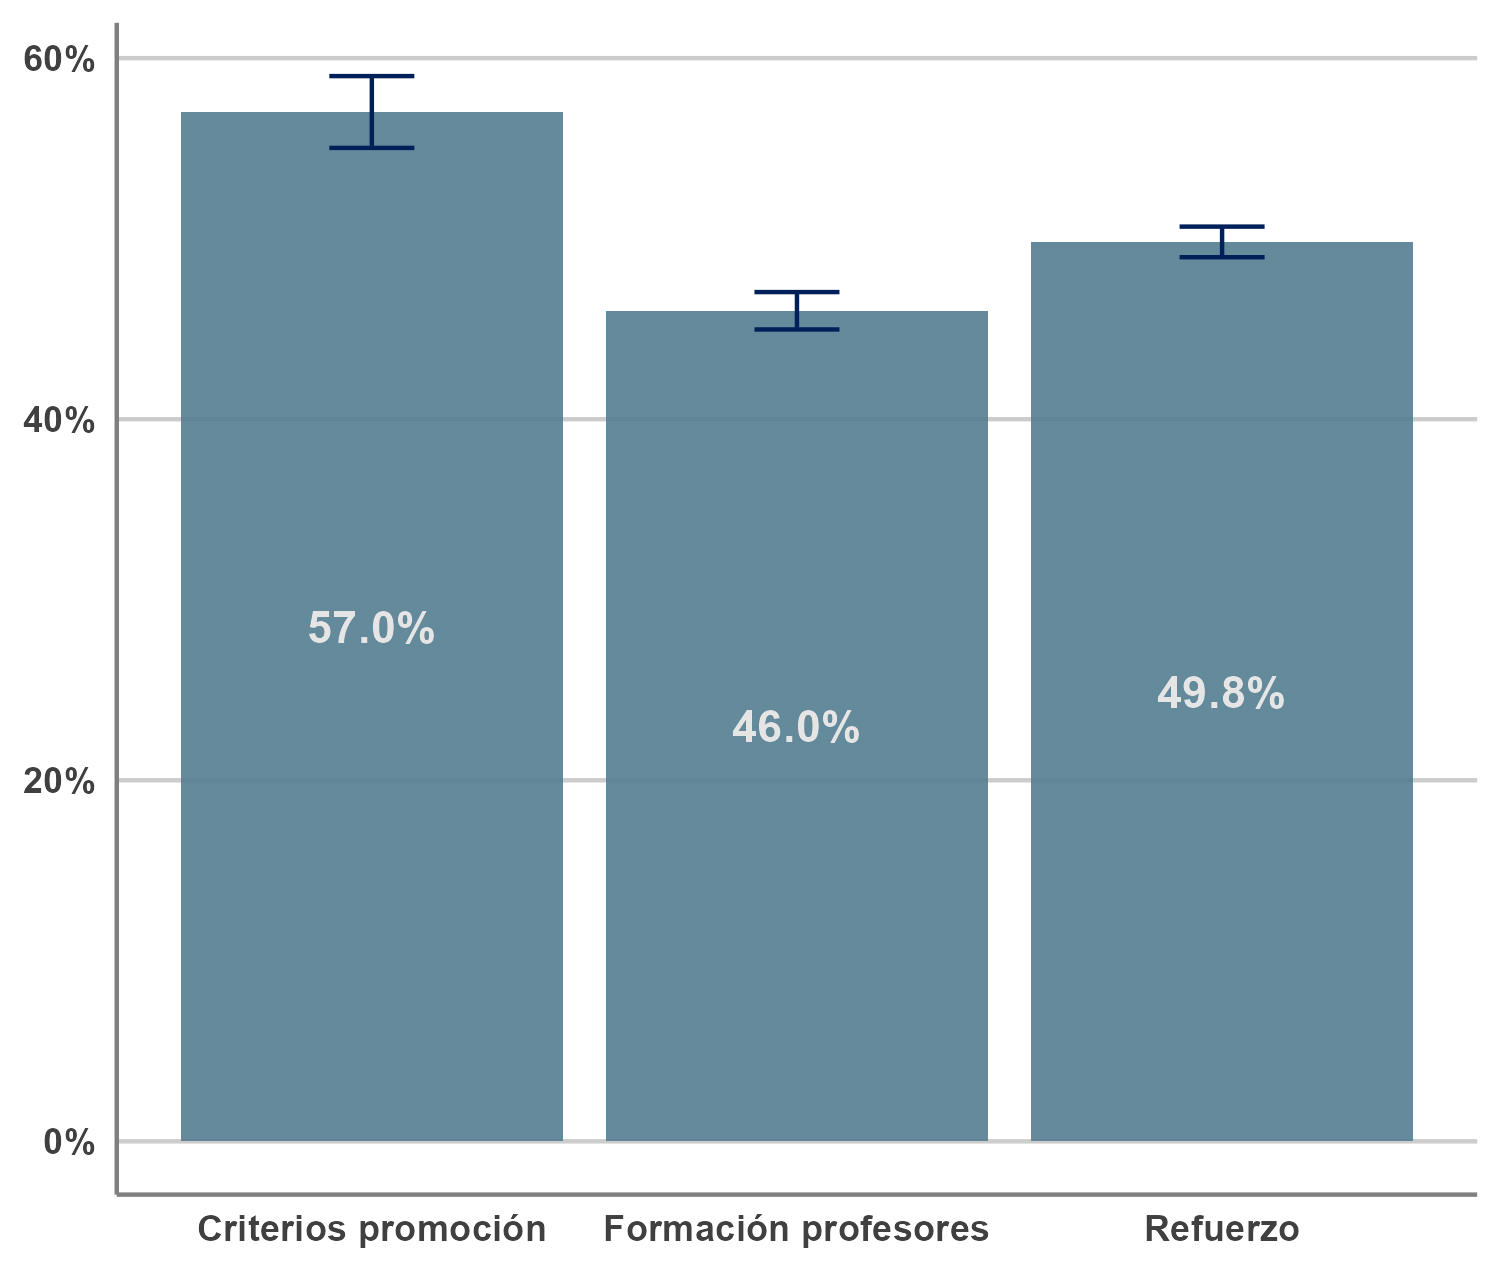 60%
40%
20%
0%
57.0%
46.0%
49.8%
Criterios promoción
Formación profesores
Refuerzo